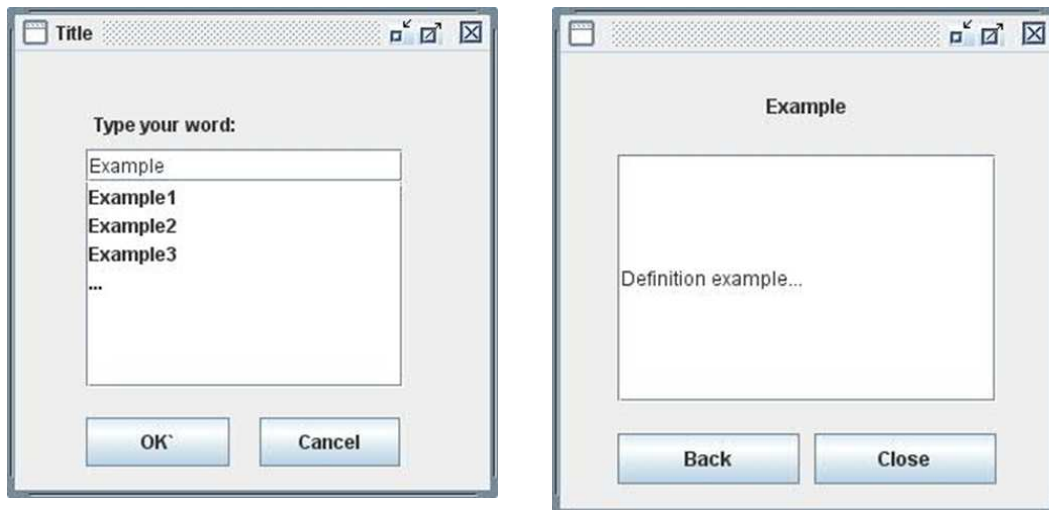 Title
Type your word:
Example
Example1
Example2
Example3
...
OK`
Cancel
Example
Definition example...
Back
Close